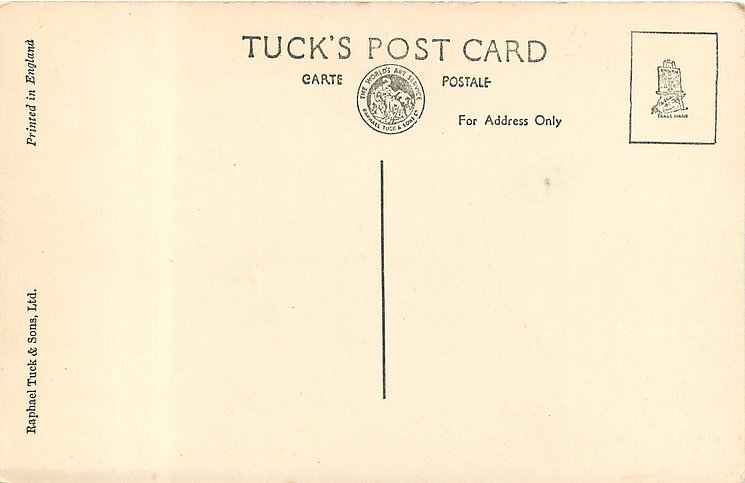 TUCK'S POST CARD
CARTE POSTALE
THE WORLD'S ART SERVICE
RAPHAEL TUCK & SONS LD
For Address Only
TRADE MARK
Printed in England
Raphael Tuck & Sons, Ltd.